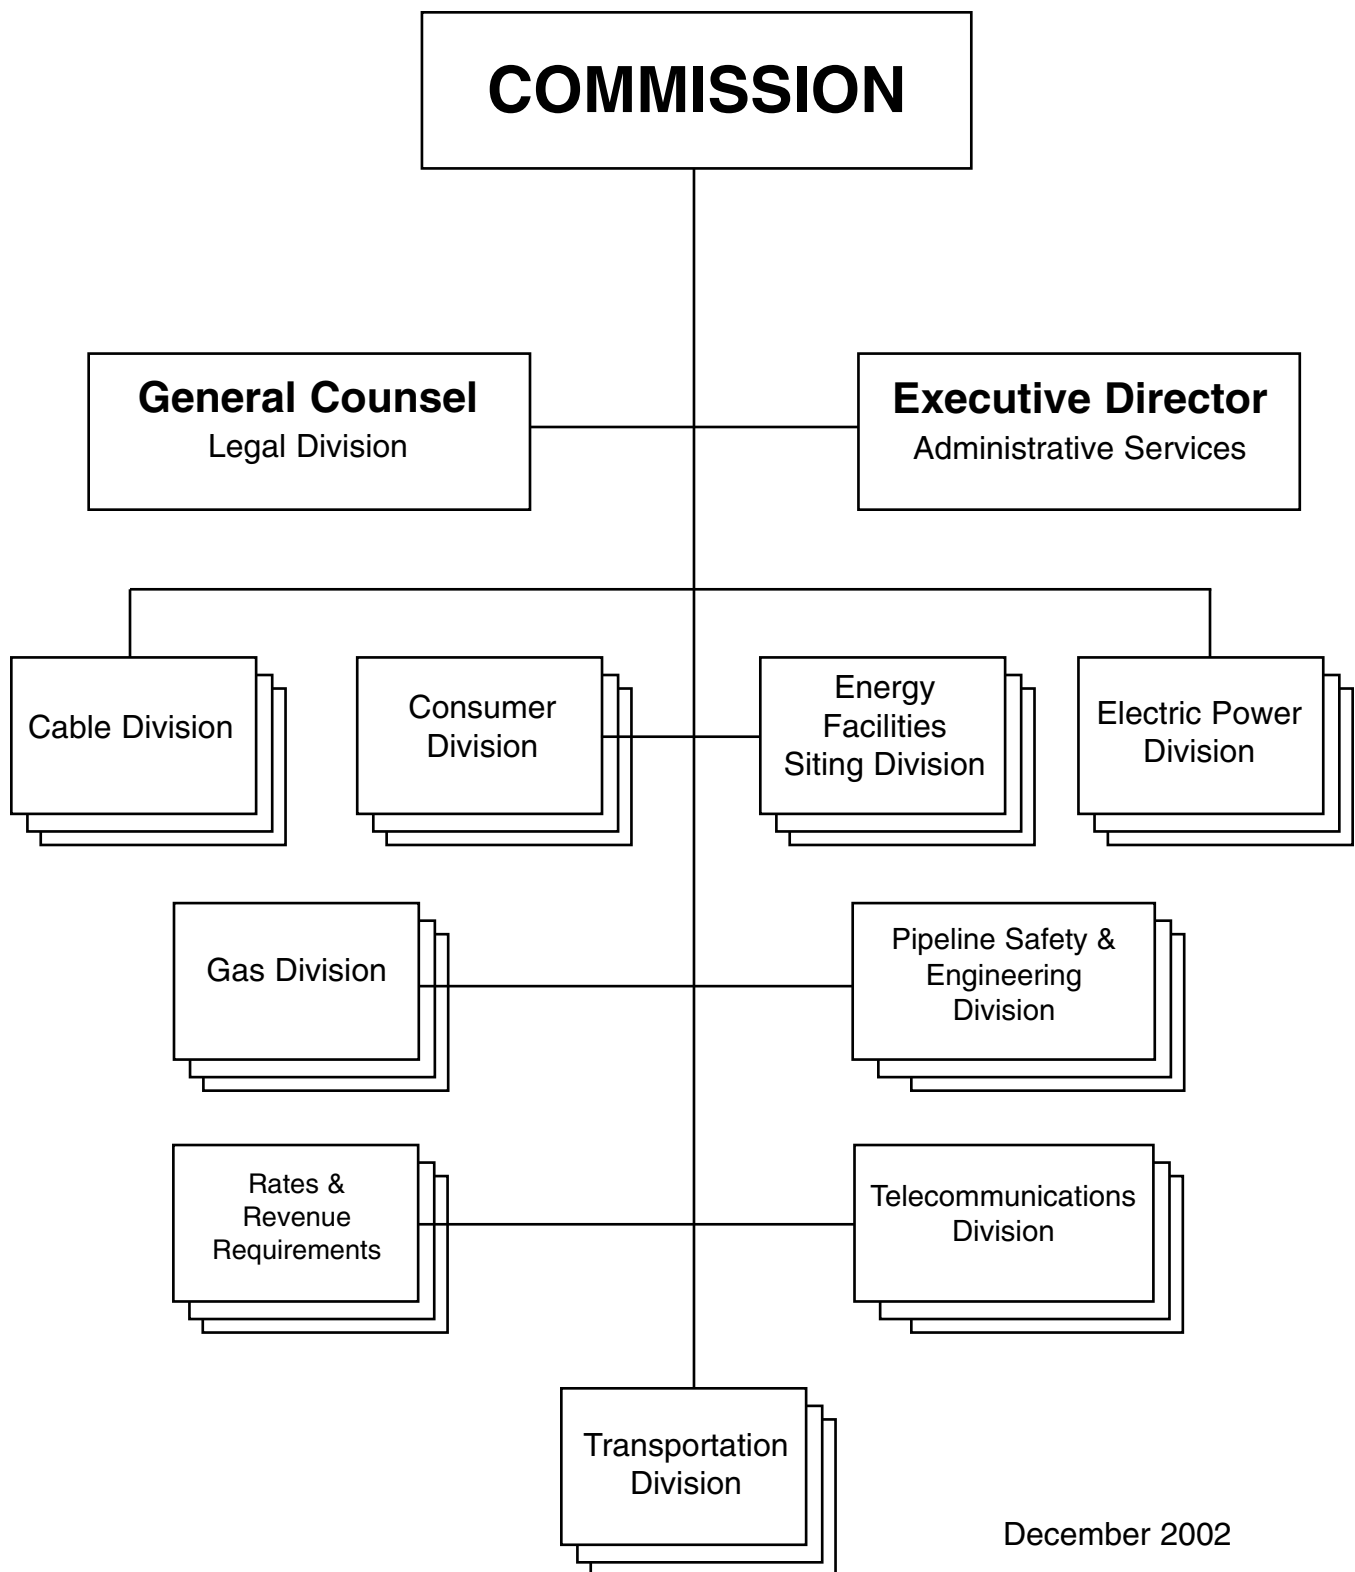 COMMISSION
General Counsel
Legal Division
Executive Director
Administrative Services
Cable Division
Consumer
Division
Energy
Facilities
Siting Division
Electric Power
Division
Gas Division
Pipeline Safety &
Engineering
Division
Rates &
Revenue
Requirements
Telecommunications
Division
Transportation
Division
December 2002